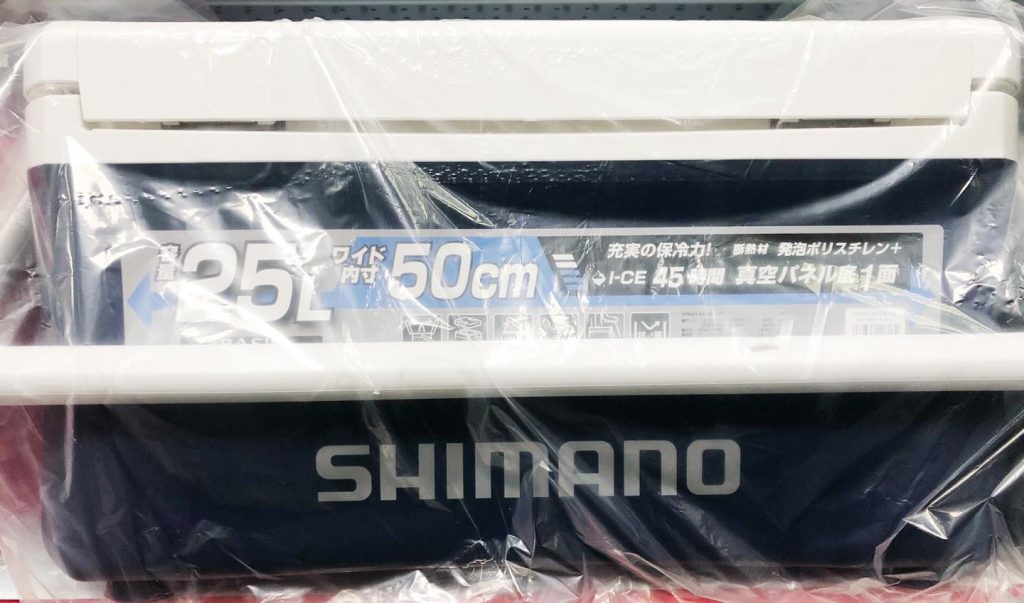 容量 25L ワイド内寸 50cm
充実の保冷力! 断熱材 発泡ポリスチレン+
I-CE 45時間 真空パネル底1面
SHIMANO